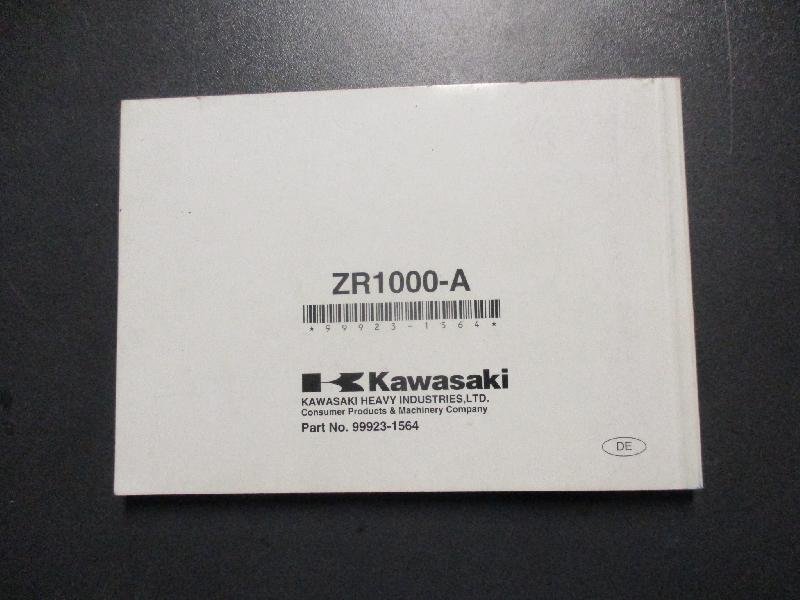 ZR1000-A
*99923-1564*
Kawasaki
KAWASAKI HEAVY INDUSTRIES,LTD.
Consumer Products & Machinery Company
Part No. 99923-1564
DE